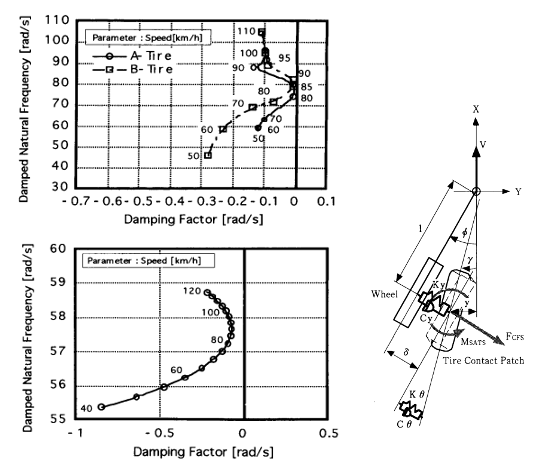 110
100
90
80
70
60
50
40
30
Damped Natural Frequency [rad/s]
Parameter : Speed[km/h]
A- Tire
B- Tire
110
100
95
90
90
85
80
80
70
70
60
60
50
50
-0.7 -0.6 -0.5 -0.4 -0.3 -0.2 -0.1 0 0.1
Damping Factor [rad/s]
60
59
58
57
56
55
Damped Natural Frequency [rad/s]
Parameter : Speed [km/h]
120
100
80
60
40
-1 -0.5 0 0.5
Damping Factor [rad/s]
X
V
Y
l
ϕ
γ
Wheel
Ky
y
Cy
MSATS
FCFS
Tire Contact Patch
δ
K θ
C θ